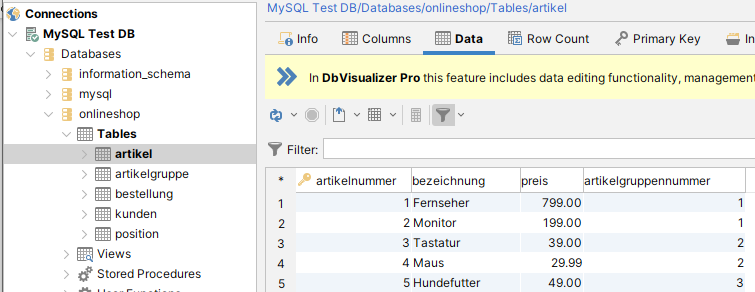 Connections
MySQL Test DB
Databases
information_schema
mysql
onlineshop
Tables
artikel
artikelgruppe
bestellung
kunden
position
Views
Stored Procedures
MySQL Test DB/Databases/onlineshop/Tables/artikel
Info Columns Data Row Count Primary Key In
In DbVisualizer Pro this feature includes data editing functionality, management
Filter:
* artikelnummer bezeichnung preis artikelgruppennummer
1 1 Fernseher 799.00 1
2 2 Monitor 199.00 1
3 3 Tastatur 39.00 2
4 4 Maus 29.99 2
5 5 Hundefutter 49.00 3